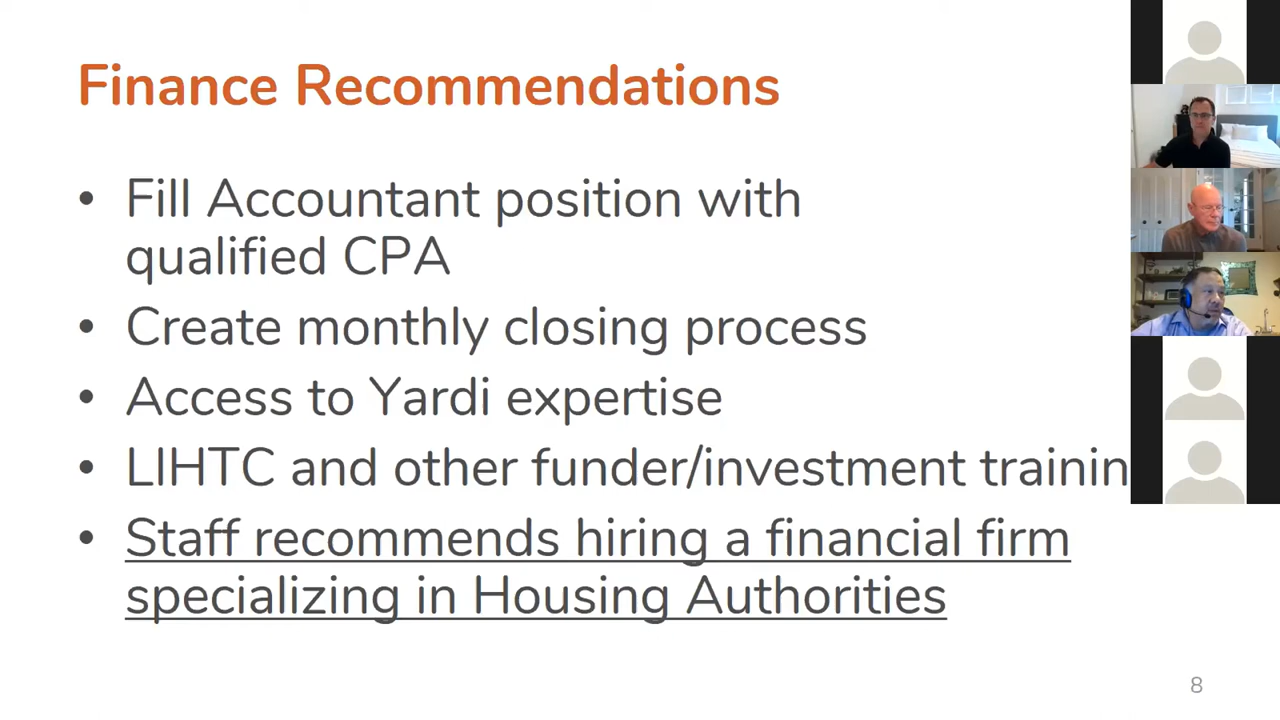 Finance Recommendations
• Fill Accountant position with
qualified CPA
• Create monthly closing process
• Access to Yardi expertise
• LIHTC and other funder/investment trainin
• Staff recommends hiring a financial firm
specializing in Housing Authorities
8